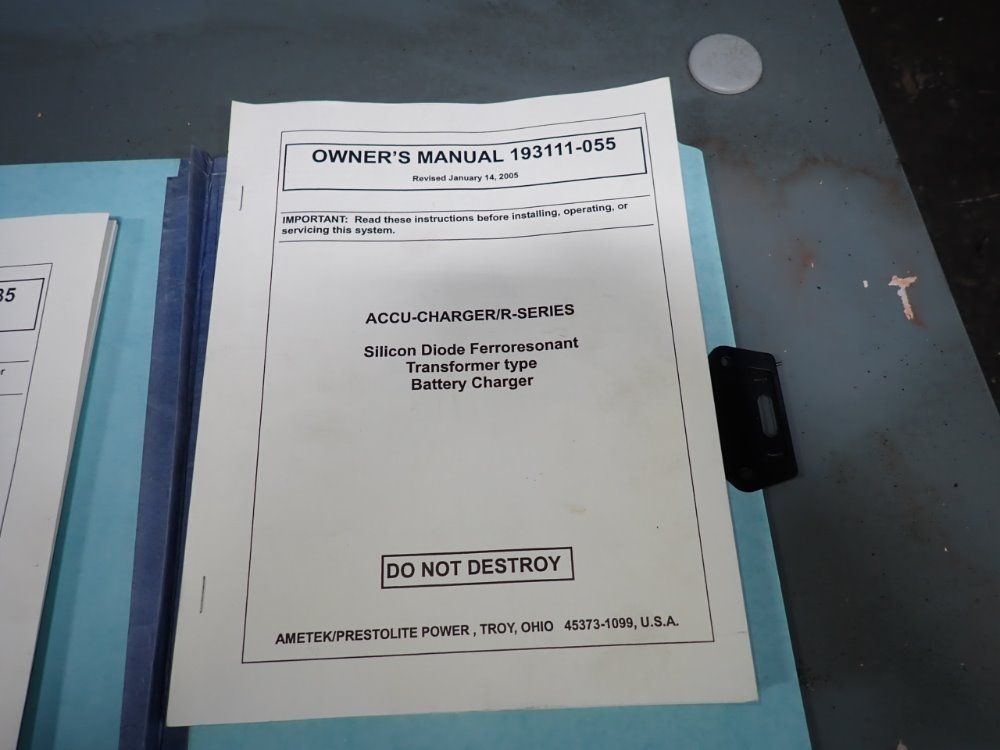 OWNER'S MANUAL 193111-055
Revised January 14, 2005
IMPORTANT: Read these instructions before installing, operating, or
servicing this system.
ACCU-CHARGER/R-SERIES
Silicon Diode Ferroresonant
Transformer type
Battery Charger
DO NOT DESTROY
AMETEK/PRESTOLITE POWER , TROY, OHIO 45373-1099, U.S.A.
35
or